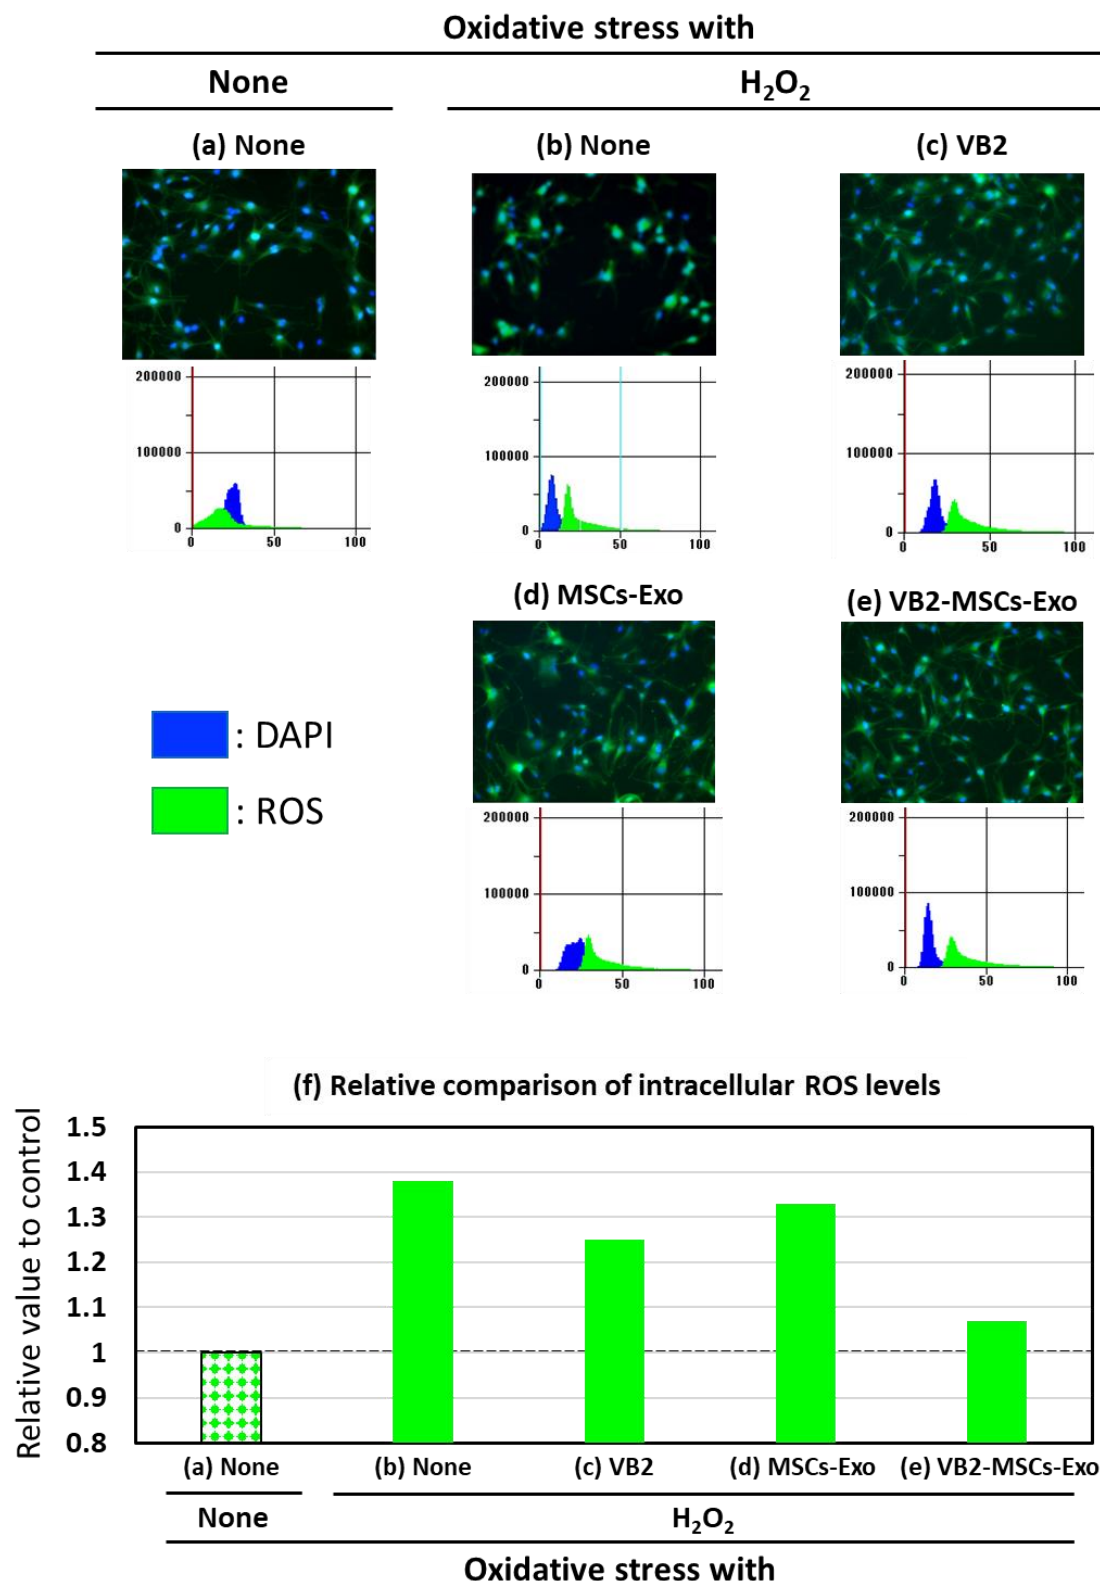 Oxidative stress with
None
H₂O₂
(a) None
(b) None
(c) VB2
200000
100000
0
0
50
100
200000
100000
0
0
50
100
200000
100000
0
0
50
100
(d) MSCs-Exo
(e) VB2-MSCs-Exo
: DAPI
: ROS
200000
100000
0
0
50
100
200000
100000
0
0
50
100
(f) Relative comparison of intracellular ROS levels
Relative value to control
1.5
1.4
1.3
1.2
1.1
1
0.9
0.8
(a) None
(b) None
(c) VB2
(d) MSCs-Exo
(e) VB2-MSCs-Exo
None
H₂O₂
Oxidative stress with